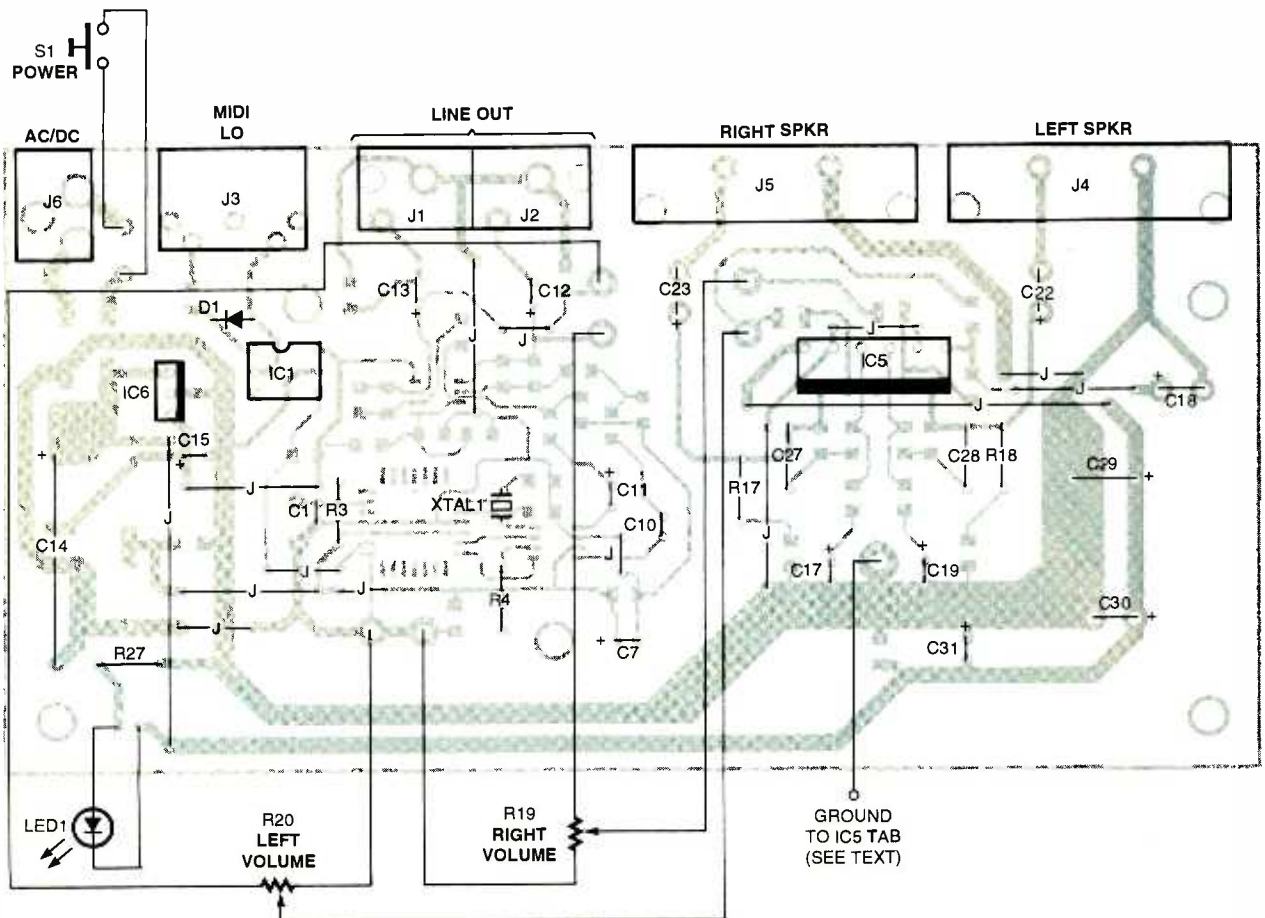 S1
POWER
AC/DC
MIDI
LO
LINE OUT
RIGHT SPKR
LEFT SPKR
J6
J3
J1
J2
J5
J4
C13
C12
C23
C22
D1
J
J
J
IC1
IC5
IC6
J
J
J
C18
C15
C27
C28
R18
C29
J
C11
R17
C1
R3
XTAL1
C10
J
J
C14
J
J
C17
C19
J
J
R4
C30
J
C7
C31
R27
LED1
R20
LEFT
VOLUME
R19
RIGHT
VOLUME
GROUND
TO IC5 TAB
(SEE TEXT)